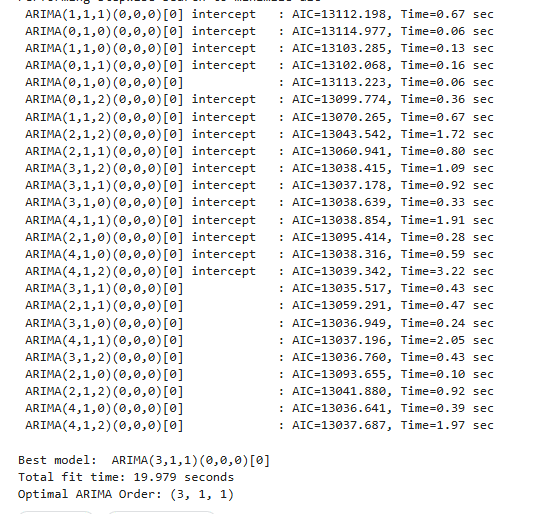 ARIMA(1,1,1)(0,0,0)[0] intercept   : AIC=13112.198, Time=0.67 sec
ARIMA(0,1,0)(0,0,0)[0] intercept   : AIC=13114.977, Time=0.06 sec
ARIMA(1,1,0)(0,0,0)[0] intercept   : AIC=13103.285, Time=0.13 sec
ARIMA(0,1,1)(0,0,0)[0] intercept   : AIC=13102.068, Time=0.16 sec
ARIMA(0,1,0)(0,0,0)[0]             : AIC=13113.223, Time=0.06 sec
ARIMA(0,1,2)(0,0,0)[0] intercept   : AIC=13099.774, Time=0.36 sec
ARIMA(1,1,2)(0,0,0)[0] intercept   : AIC=13070.265, Time=0.67 sec
ARIMA(2,1,2)(0,0,0)[0] intercept   : AIC=13043.542, Time=1.72 sec
ARIMA(2,1,1)(0,0,0)[0] intercept   : AIC=13060.941, Time=0.80 sec
ARIMA(3,1,2)(0,0,0)[0] intercept   : AIC=13038.415, Time=1.09 sec
ARIMA(3,1,1)(0,0,0)[0] intercept   : AIC=13037.178, Time=0.92 sec
ARIMA(3,1,0)(0,0,0)[0] intercept   : AIC=13038.639, Time=0.33 sec
ARIMA(4,1,1)(0,0,0)[0] intercept   : AIC=13038.854, Time=1.91 sec
ARIMA(2,1,0)(0,0,0)[0] intercept   : AIC=13095.414, Time=0.28 sec
ARIMA(4,1,0)(0,0,0)[0] intercept   : AIC=13038.316, Time=0.59 sec
ARIMA(4,1,2)(0,0,0)[0] intercept   : AIC=13039.342, Time=3.22 sec
ARIMA(3,1,1)(0,0,0)[0]             : AIC=13035.517, Time=0.43 sec
ARIMA(2,1,1)(0,0,0)[0]             : AIC=13059.291, Time=0.47 sec
ARIMA(3,1,0)(0,0,0)[0]             : AIC=13036.949, Time=0.24 sec
ARIMA(4,1,1)(0,0,0)[0]             : AIC=13037.196, Time=2.05 sec
ARIMA(3,1,2)(0,0,0)[0]             : AIC=13036.760, Time=0.43 sec
ARIMA(2,1,0)(0,0,0)[0]             : AIC=13093.655, Time=0.10 sec
ARIMA(2,1,2)(0,0,0)[0]             : AIC=13041.880, Time=0.92 sec
ARIMA(4,1,0)(0,0,0)[0]             : AIC=13036.641, Time=0.39 sec
ARIMA(4,1,2)(0,0,0)[0]             : AIC=13037.687, Time=1.97 sec
Best model:  ARIMA(3,1,1)(0,0,0)[0]
Total fit time: 19.979 seconds
Optimal ARIMA Order: (3, 1, 1)